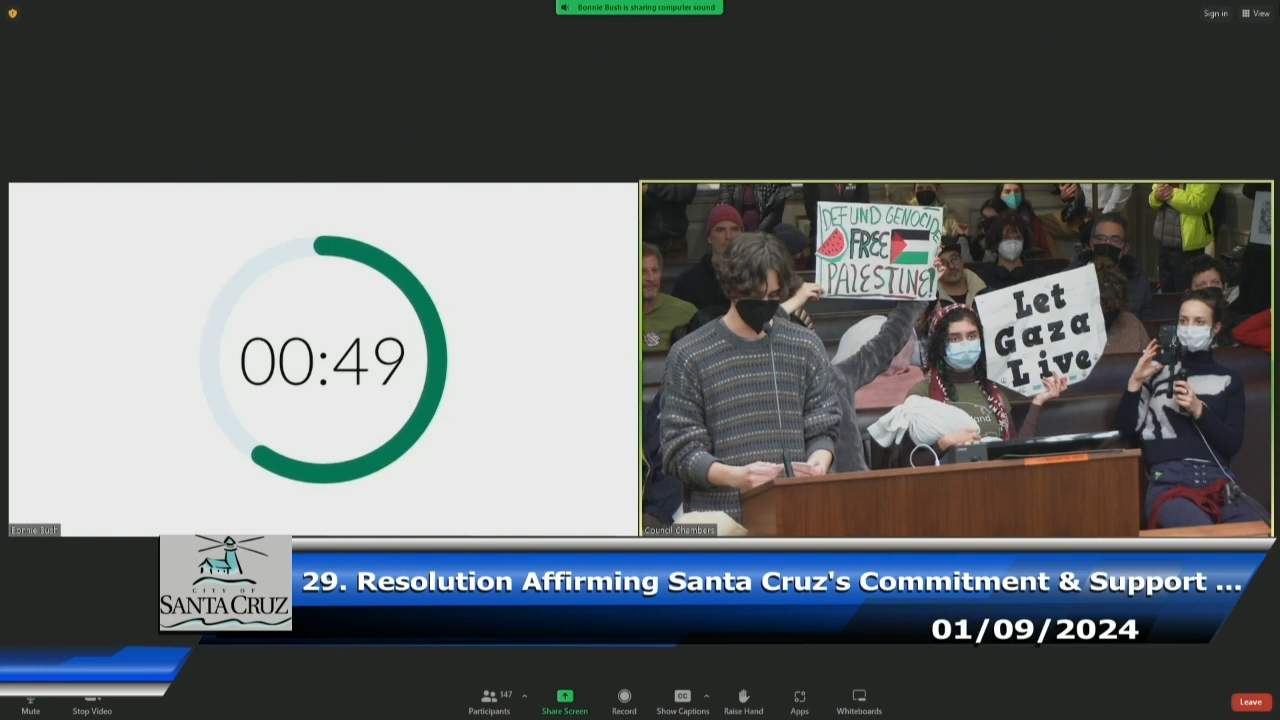 Bonnie Bush is sharing computer sound
Sign in
View
00:49
DEFUND GENOCIDE
FREE
PALESTINE!
Let
Gaza
Live
Bonnie Bush
Council Chambers
CITY OF
SANTA CRUZ
29. Resolution Affirming Santa Cruz's Commitment & Support ...
01/09/2024
Mute
Stop Video
Participants
147
Share Screen
Record
CC
Show Captions
Raise Hand
Apps
Whiteboards
Leave